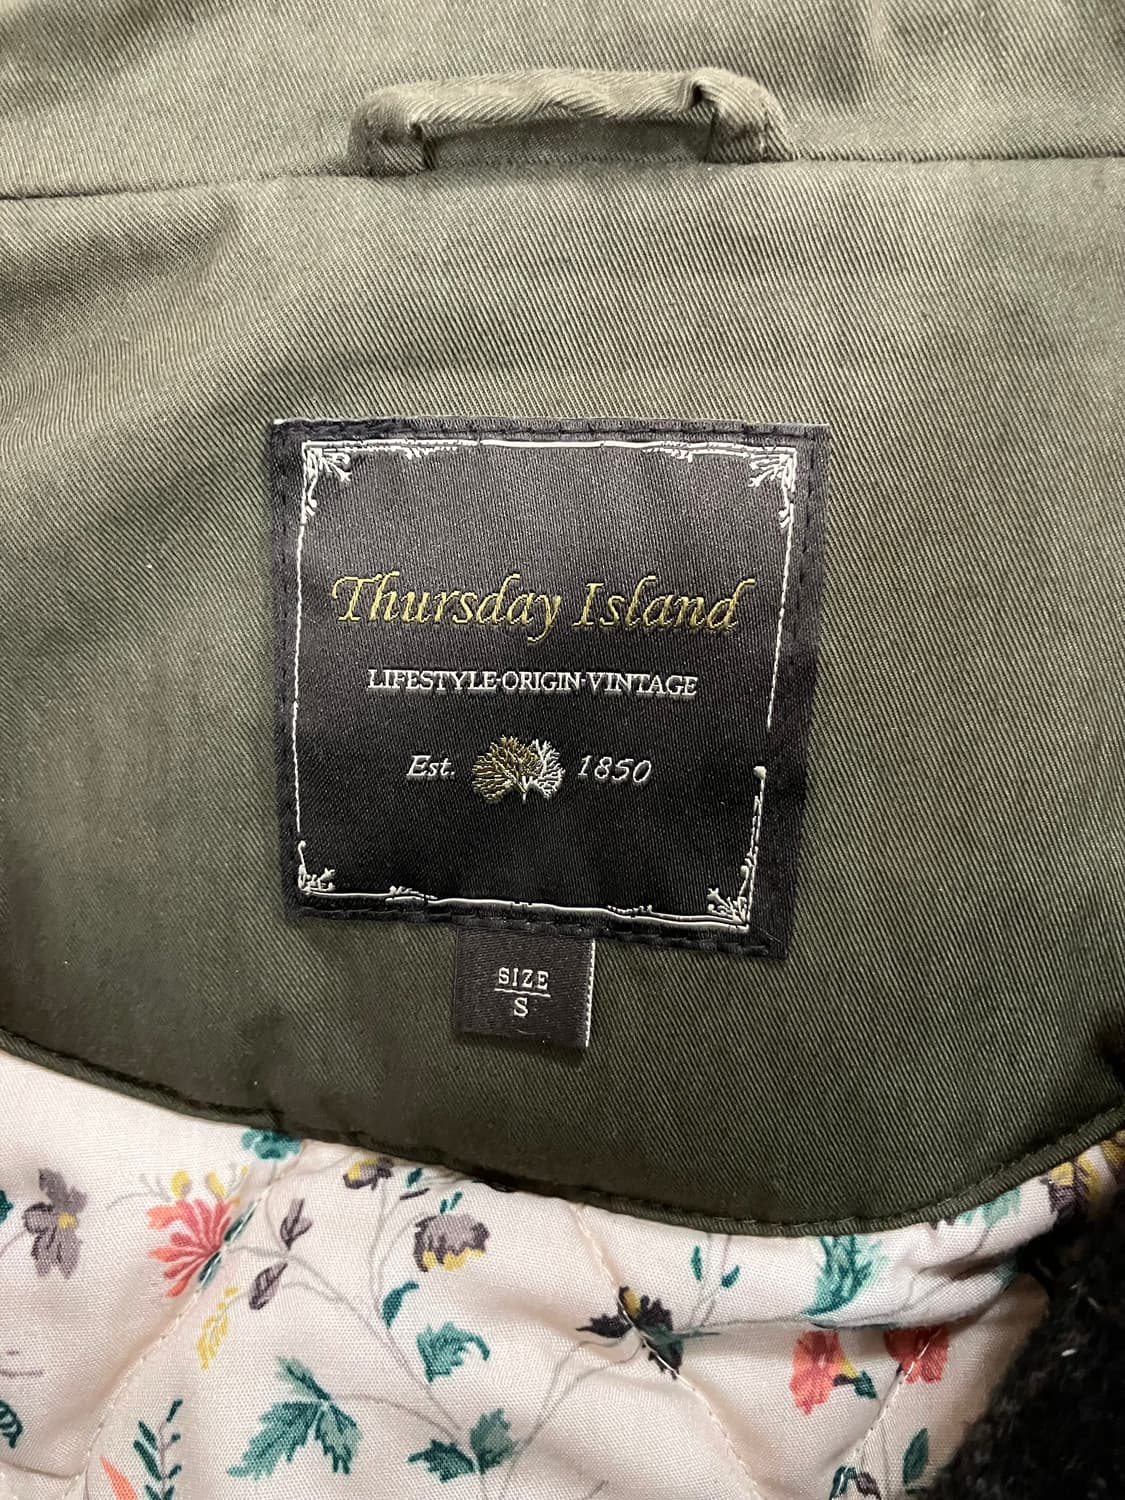 Thursday Island
LIFESTYLE·ORIGIN·VINTAGE
Est. 1850
SIZE
S